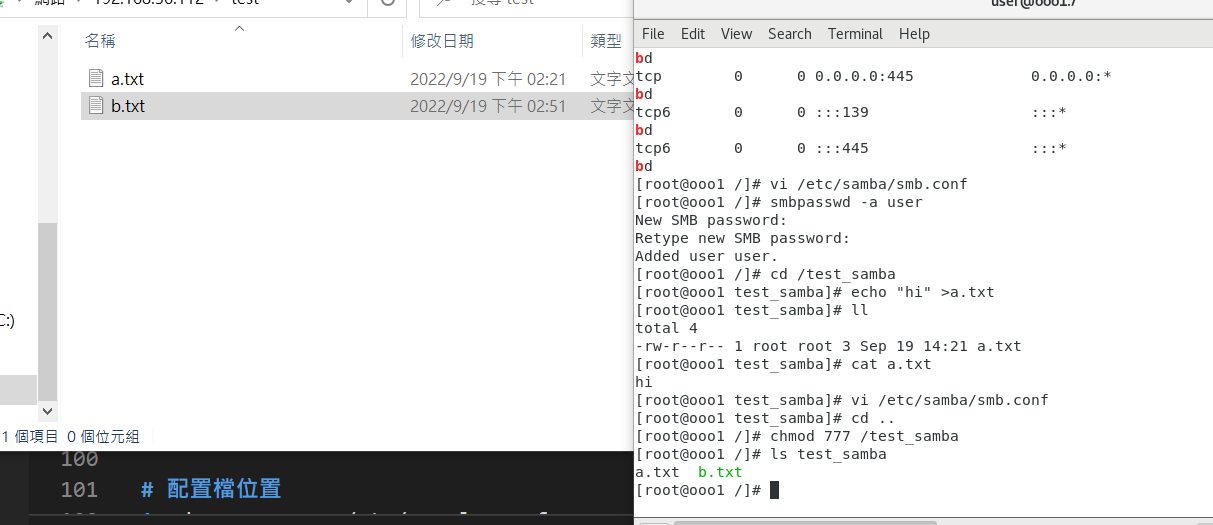 網路 192.168.56.112 test
搜尋 test
名稱 修改日期 類型
a.txt 2022/9/19 下午 02:21 文字文
b.txt 2022/9/19 下午 02:51 文字文
C:)
1 個項目 0 個位元組
100
101 # 配置檔位置
user@ooo1:/
File Edit View Search Terminal Help
bd
tcp 0 0 0.0.0.0:445 0.0.0.0:*
bd
tcp6 0 0 :::139 :::*
bd
tcp6 0 0 :::445 :::*
bd
[root@ooo1 /]# vi /etc/samba/smb.conf
[root@ooo1 /]# smbpasswd -a user
New SMB password:
Retype new SMB password:
Added user user.
[root@ooo1 /]# cd /test_samba
[root@ooo1 test_samba]# echo "hi" >a.txt
[root@ooo1 test_samba]# ll
total 4
-rw-r--r-- 1 root root 3 Sep 19 14:21 a.txt
[root@ooo1 test_samba]# cat a.txt
hi
[root@ooo1 test_samba]# vi /etc/samba/smb.conf
[root@ooo1 test_samba]# cd ..
[root@ooo1 /]# chmod 777 /test_samba
[root@ooo1 /]# ls test_samba
a.txt b.txt
[root@ooo1 /]#